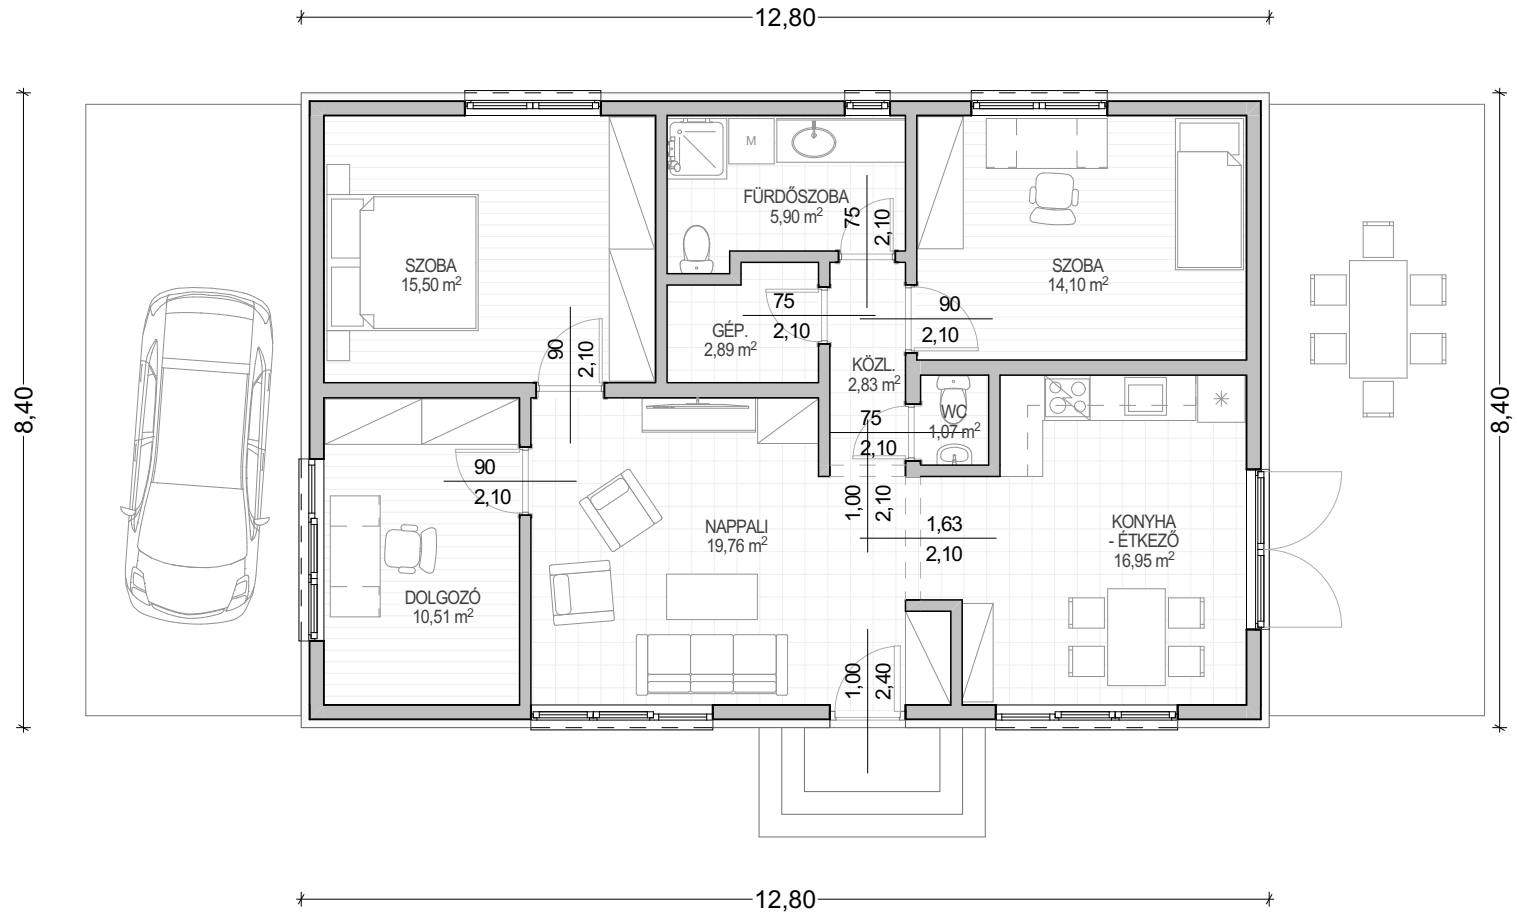 12,80
M
FÜRDŐSZOBA
5,90 m²
75
2,10
SZOBA
15,50 m²
SZOBA
14,10 m²
GÉP.
2,89 m²
75
2,10
90
2,10
90
2,10
KÖZL.
2,83 m²
WC
1,07 m²
75
2,10
8,40
8,40
90
2,10
1,00
2,10
NAPPALI
19,76 m²
1,63
2,10
KONYHA
- ÉTKEZŐ
16,95 m²
DOLGOZÓ
10,51 m²
1,00
2,40
12,80